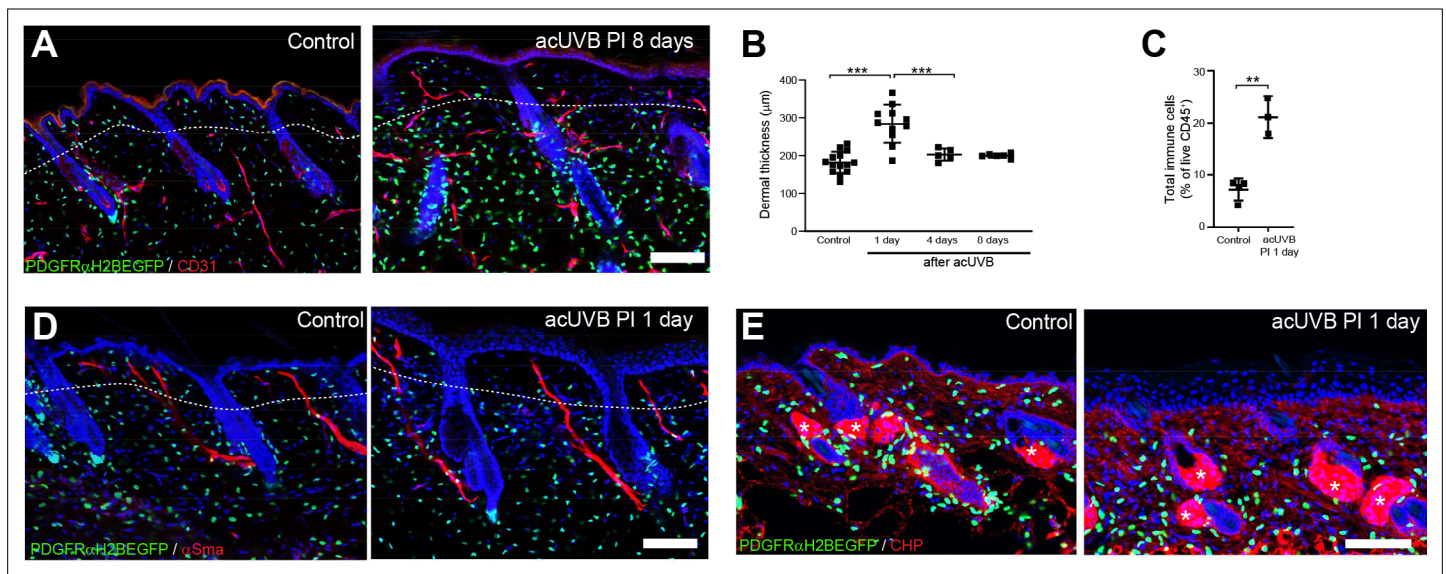 A
Control
acUVB PI 8 days
PDGFRαH2BEGFP / CD31
B
Dermal thickness (µm)
400
300
200
100
0
***
***
Control
1 day
4 days
8 days
after acUVB
C
Total immune cells
(% of live CD45⁺)
30
20
10
0
**
Control
acUVB
PI 1 day
D
Control
acUVB PI 1 day
PDGFRαH2BEGFP / αSma
E
Control
acUVB PI 1 day
* * *
* * * *
PDGFRαH2BEGFP / CHP